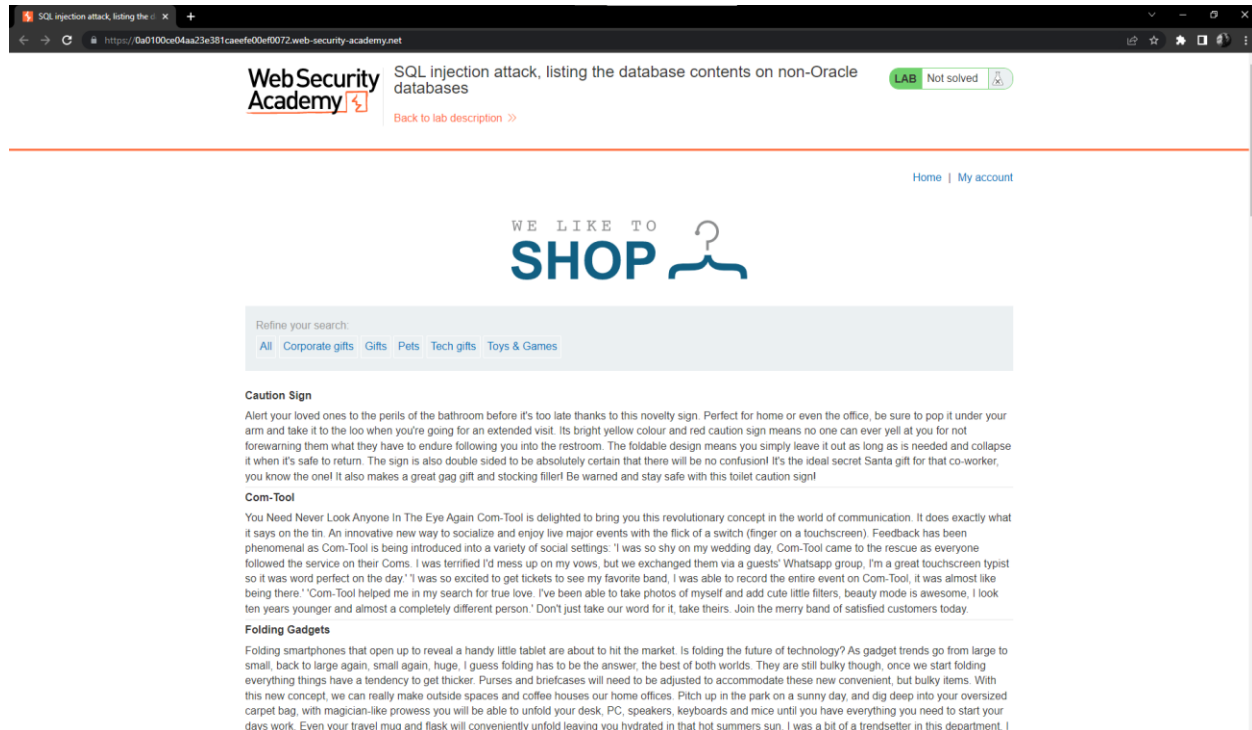 SQL injection attack, listing the d
https://0a0100ce04aa23e381caeefe00ef0072.web-security-academy.net
Web Security
Academy
SQL injection attack, listing the database contents on non-Oracle
databases
Back to lab description
LAB Not solved
Home | My account
WE LIKE TO
SHOP
Refine your search:
All Corporate gifts Gifts Pets Tech gifts Toys & Games
Caution Sign
Alert your loved ones to the perils of the bathroom before it's too late thanks to this novelty sign. Perfect for home or even the office, be sure to pop it under your
arm and take it to the loo when you're going for an extended visit. Its bright yellow colour and red caution sign means no one can ever yell at you for not
forewarning them what they have to endure following you into the restroom. The foldable design means you simply leave it out as long as is needed and collapse
it when it's safe to return. The sign is also double sided to be absolutely certain that there will be no confusion! It's the ideal secret Santa gift for that co-worker,
you know the one! It also makes a great gag gift and stocking filler! Be warned and stay safe with this toilet caution sign!
Com-Tool
You Need Never Look Anyone In The Eye Again Com-Tool is delighted to bring you this revolutionary concept in the world of communication. It does exactly what
it says on the tin. An innovative new way to socialize and enjoy live major events with the flick of a switch (finger on a touchscreen). Feedback has been
phenomenal as Com-Tool is being introduced into a variety of social settings: 'I was so shy on my wedding day, Com-Tool came to the rescue as everyone
followed the service on their Coms. I was terrified I'd mess up on my vows, but we exchanged them via a guests' Whatsapp group, I'm a great touchscreen typist
so it was word perfect on the day.' 'I was so excited to get tickets to see my favorite band, I was able to record the entire event on Com-Tool, it was almost like
being there.' 'Com-Tool helped me in my search for true love. I've been able to take photos of myself and add cute little filters, beauty mode is awesome, I look
ten years younger and almost a completely different person.' Don't just take our word for it, take theirs. Join the merry band of satisfied customers today.
Folding Gadgets
Folding smartphones that open up to reveal a handy little tablet are about to hit the market. Is folding the future of technology? As gadget trends go from large to
small, back to large again, small again, huge, I guess folding has to be the answer, the best of both worlds. They are still bulky though, once we start folding
everything things have a tendency to get thicker. Purses and briefcases will need to be adjusted to accommodate these new convenient, but bulky items. With
this new concept, we can really make outside spaces and coffee houses our home offices. Pitch up in the park on a sunny day, and dig deep into your oversized
carpet bag, with magician-like prowess you will be able to unfold your desk, PC, speakers, keyboards and mice until you have everything you need to start your
days work. Even your travel mug and flask will conveniently unfold leaving you hydrated in that hot summers sun. I was a bit of a trendsetter in this department, I